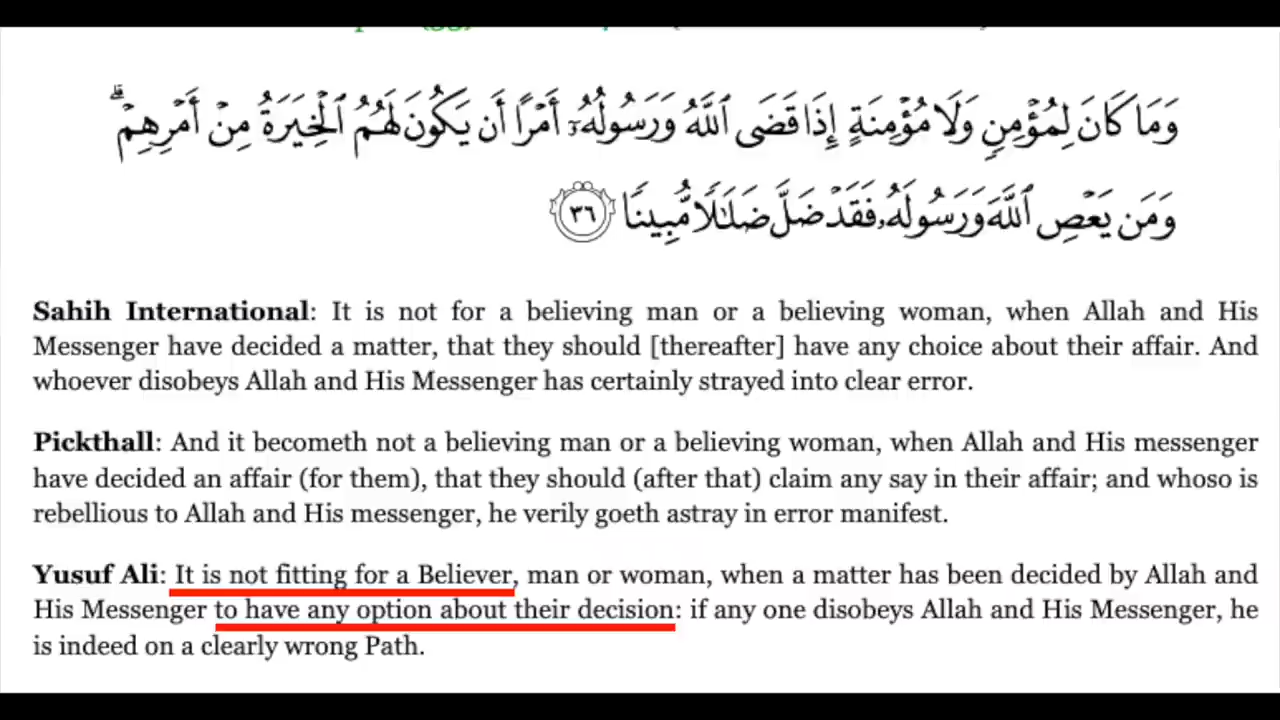 وَمَا كَانَ لِمُؤْمِنٍ وَلَا مُؤْمِنَةٍ إِذَا قَضَى ٱللَّهُ وَرَسُولُهُۥٓ أَمْرًا أَن يَكُونَ لَهُمُ ٱلْخِيَرَةُ مِنْ أَمْرِهِمْ ۗ
وَمَن يَعْصِ ٱللَّهَ وَرَسُولَهُۥ فَقَدْ ضَلَّ ضَلَـٰلًا مُّبِينًا ٣٦
Sahih International: It is not for a believing man or a believing woman, when Allah and His
Messenger have decided a matter, that they should [thereafter] have any choice about their affair. And
whoever disobeys Allah and His Messenger has certainly strayed into clear error.
Pickthall: And it becometh not a believing man or a believing woman, when Allah and His messenger
have decided an affair (for them), that they should (after that) claim any say in their affair; and whoso is
rebellious to Allah and His messenger, he verily goeth astray in error manifest.
Yusuf Ali: It is not fitting for a Believer, man or woman, when a matter has been decided by Allah and
His Messenger to have any option about their decision: if any one disobeys Allah and His Messenger, he
is indeed on a clearly wrong Path.